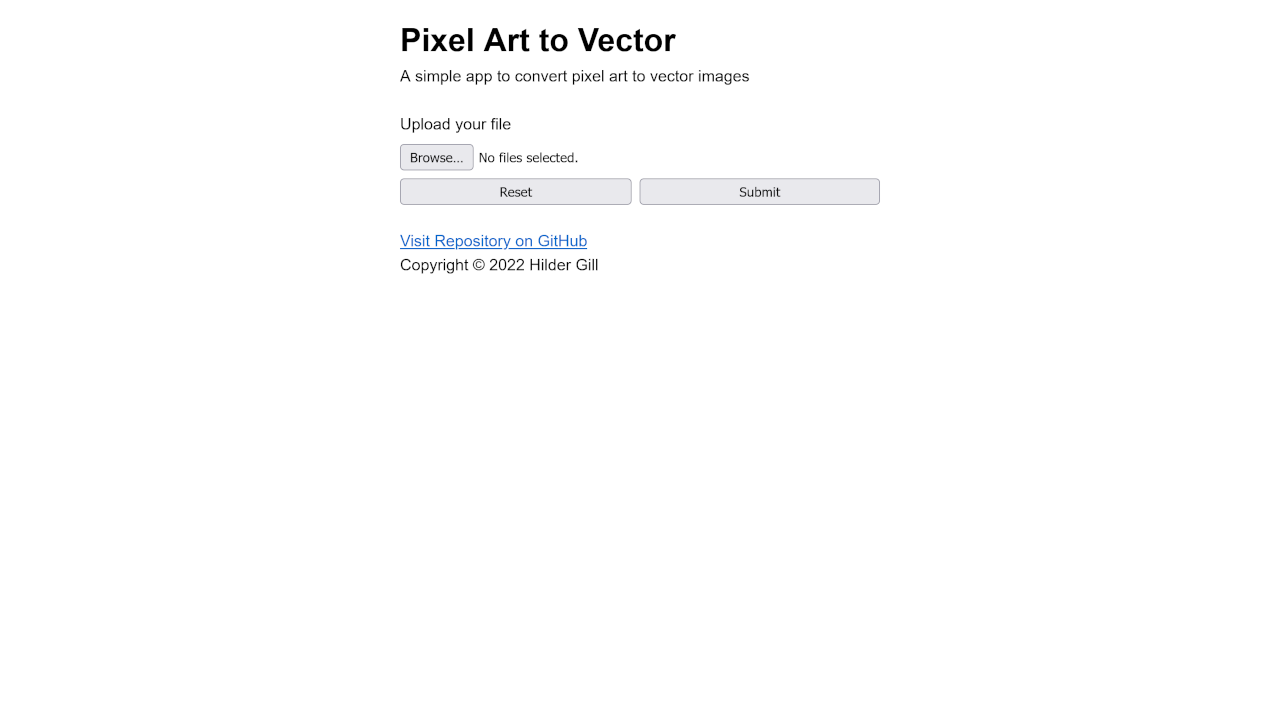 Pixel Art to Vector
A simple app to convert pixel art to vector images
Upload your file
Browse... No files selected.
Reset Submit
Visit Repository on GitHub
Copyright © 2022 Hilder Gill